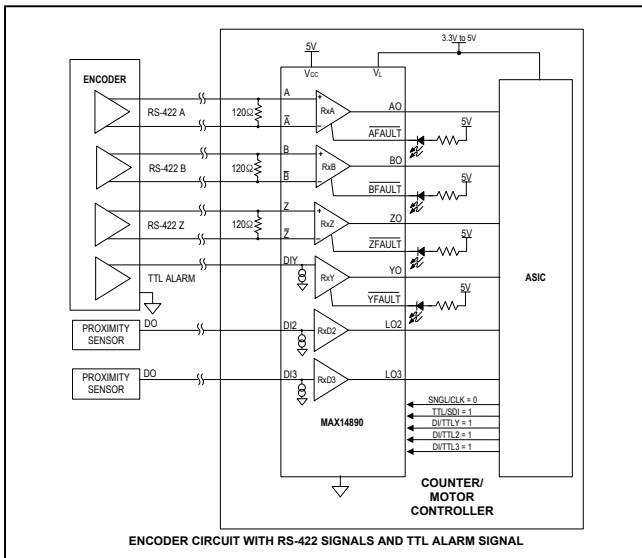 3.3V to 5V
5V
VCC
VL
ENCODER
A
RS-422 A
120Ω
A
+
−
RxA
AO
AFAULT
5V
B
RS-422 B
120Ω
B
+
−
RxB
BO
BFAULT
5V
Z
RS-422 Z
120Ω
Z
+
−
RxZ
ZO
ZFAULT
5V
ASIC
DIY
TTL ALARM
RxY
YO
YFAULT
5V
PROXIMITY
SENSOR
DO
DI2
RxD2
LO2
PROXIMITY
SENSOR
DO
DI3
RxD3
LO3
MAX14890
SNGL/CLK = 0
TTL/SDI = 1
DI/TTLY = 1
DI/TTL2 = 1
DI/TTL3 = 1
COUNTER/
MOTOR
CONTROLLER
ENCODER CIRCUIT WITH RS-422 SIGNALS AND TTL ALARM SIGNAL